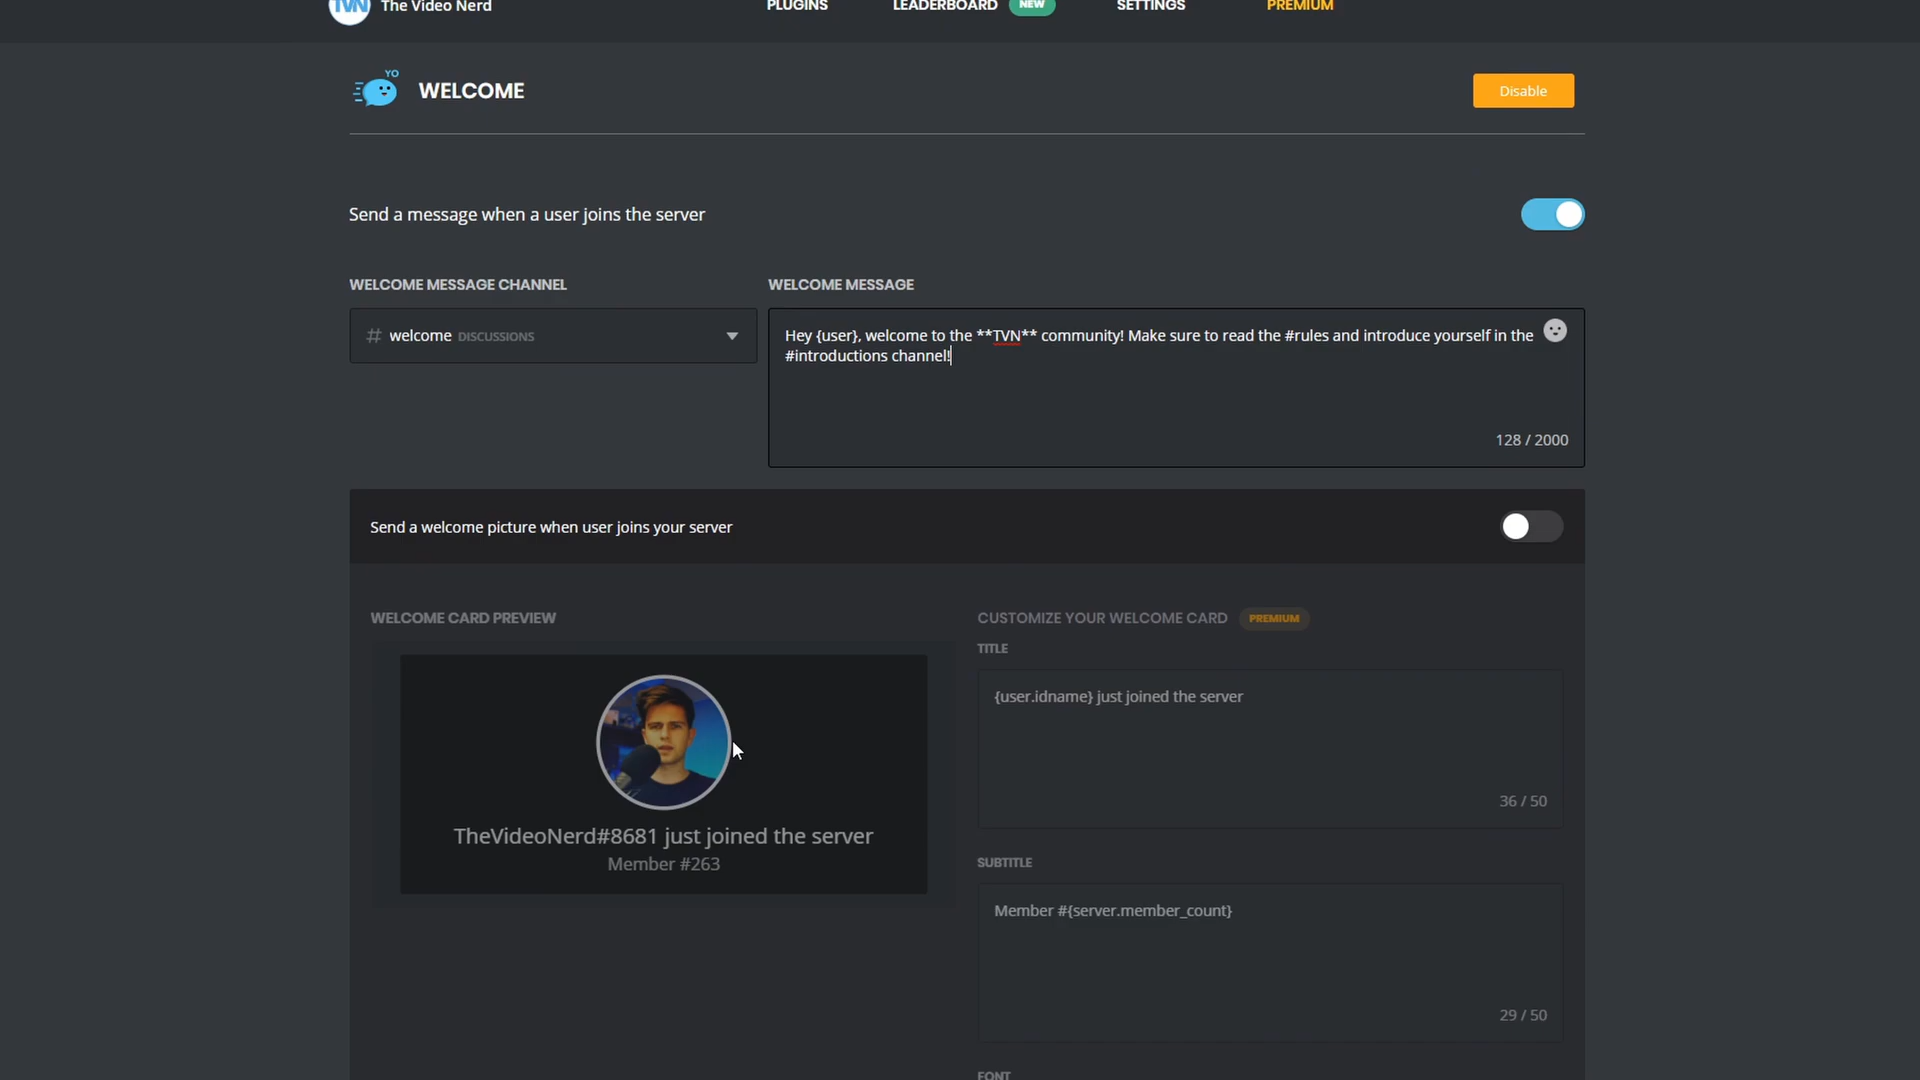 TVN The Video Nerd PLUGINS LEADERBOARD NEW SETTINGS PREMIUM
YO
WELCOME
Disable
Send a message when a user joins the server
WELCOME MESSAGE CHANNEL
# welcome DISCUSSIONS
WELCOME MESSAGE
Hey {user}, welcome to the **TVN** community! Make sure to read the #rules and introduce yourself in the
#introductions channel!
128 / 2000
Send a welcome picture when user joins your server
WELCOME CARD PREVIEW
TheVideoNerd#8681 just joined the server
Member #263
CUSTOMIZE YOUR WELCOME CARD PREMIUM
TITLE
{user.idname} just joined the server
36 / 50
SUBTITLE
Member #{server.member_count}
29 / 50
FONT